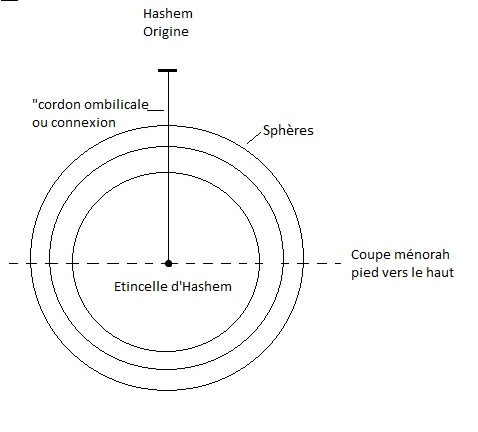 Hashem
Origine
"cordon ombilicale
ou connexion
Sphères
Coupe ménorah
pied vers le haut
Etincelle d'Hashem